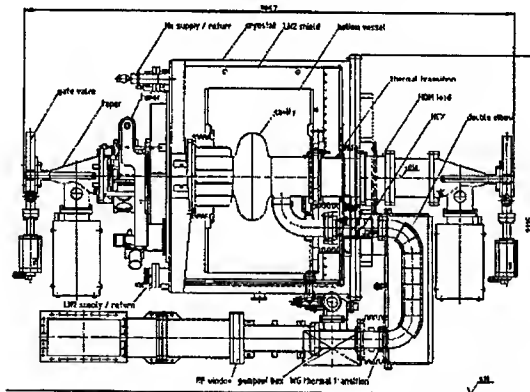 He supply / return
cryostat
LN2 shield
helium vessel
gate valve
taper
tuner
cavity
thermal transition
HOM load
HEX
double elbow
LN2 supply / return
RF window
pumpout box
WG thermal transition